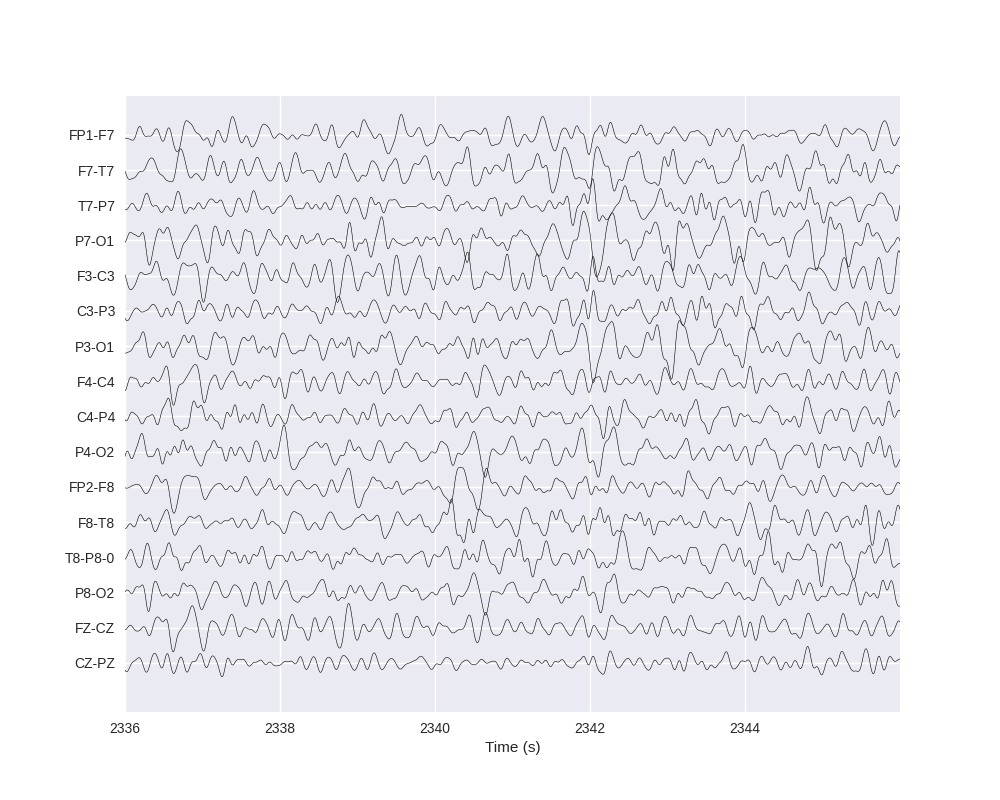 FP1-F7
F7-T7
T7-P7
P7-O1
F3-C3
C3-P3
P3-O1
F4-C4
C4-P4
P4-O2
FP2-F8
F8-T8
T8-P8-0
P8-O2
FZ-CZ
CZ-PZ
2336 2338 2340 2342 2344
Time (s)